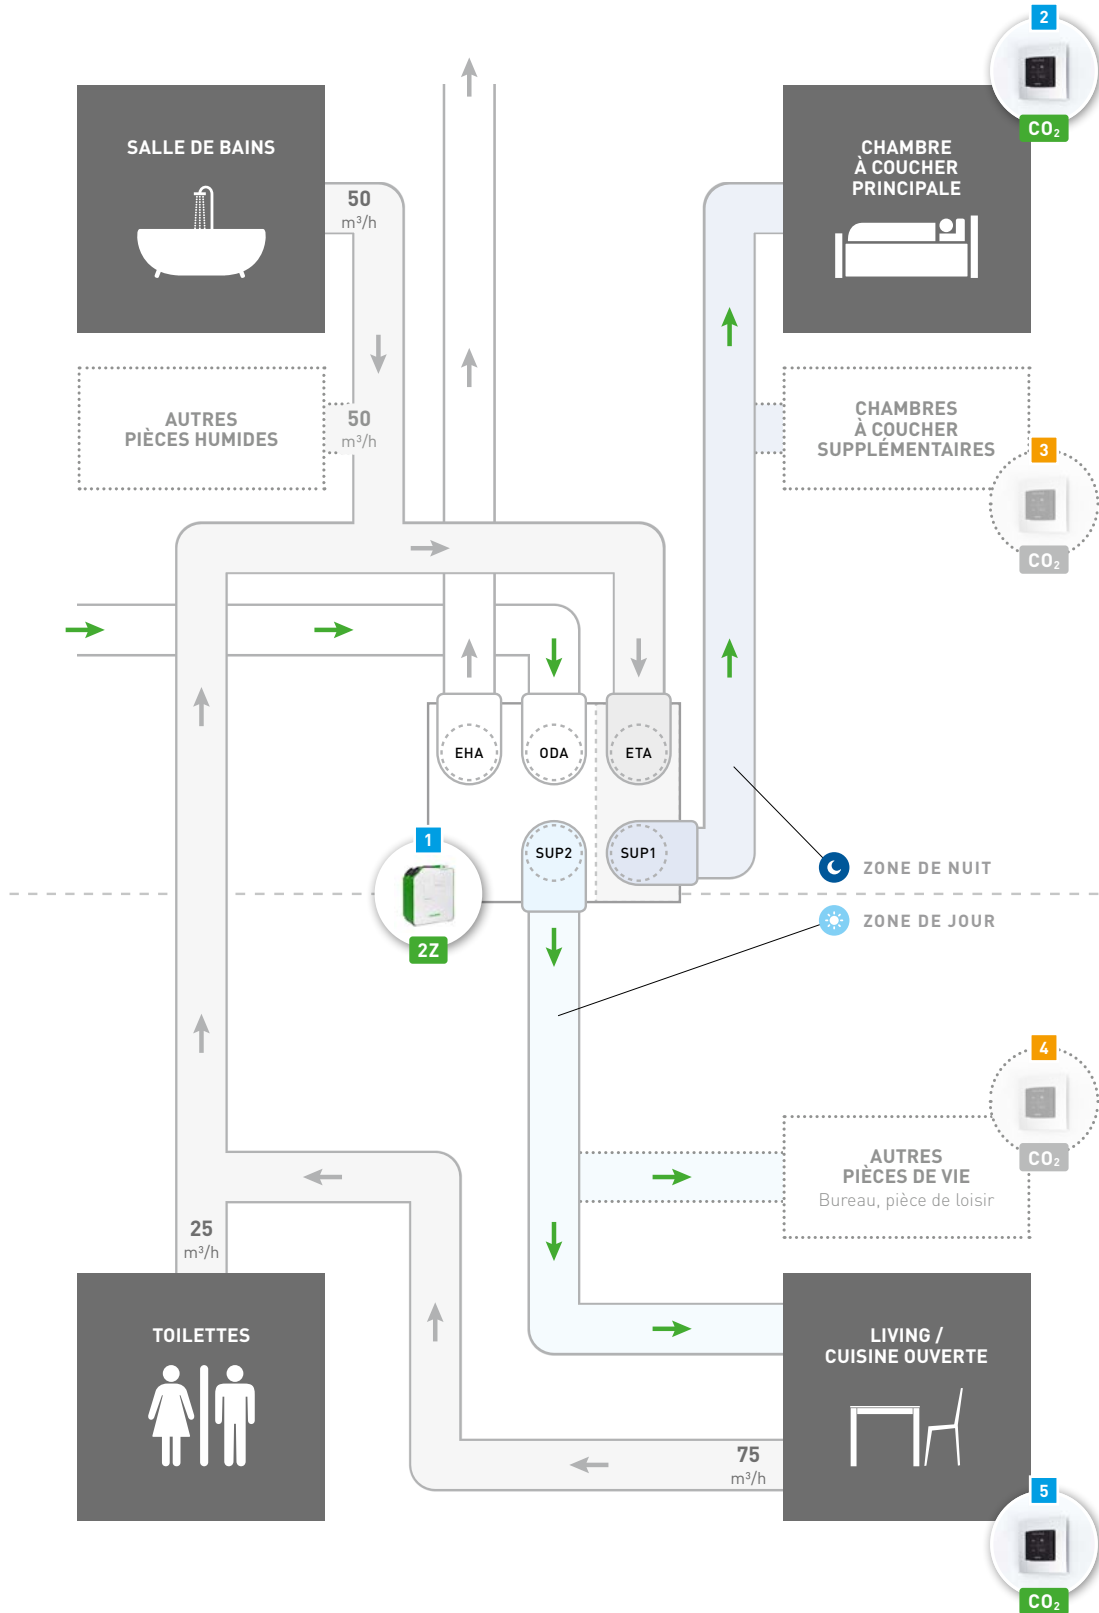 2
CO₂
SALLE DE BAINS
50
m³/h
CHAMBRE
À COUCHER
PRINCIPALE
AUTRES
PIÈCES HUMIDES
50
m³/h
CHAMBRES
À COUCHER
SUPPLÉMENTAIRES
3
CO₂
EHA
ODA
ETA
1
SUP2
SUP1
2Z
ZONE DE NUIT
ZONE DE JOUR
4
CO₂
AUTRES
PIÈCES DE VIE
Bureau, pièce de loisir
25
m³/h
TOILETTES
LIVING /
CUISINE OUVERTE
75
m³/h
5
CO₂